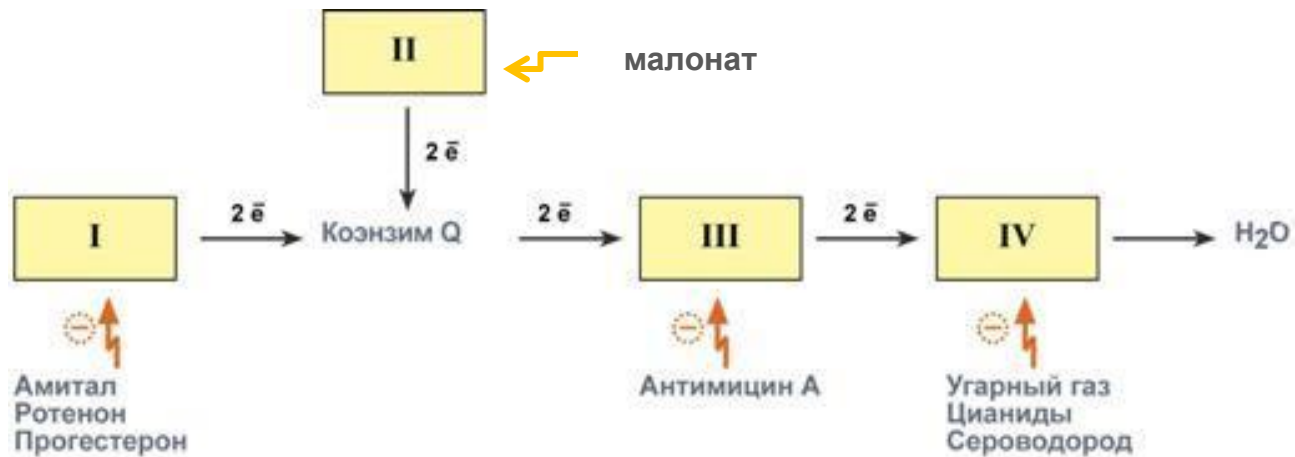 II
малонат
2 ē
I
2 ē
Коэнзим Q
2 ē
III
2 ē
IV
H₂O
Амитал
Ротенон
Прогестерон
Антимицин А
Угарный газ
Цианиды
Сероводород